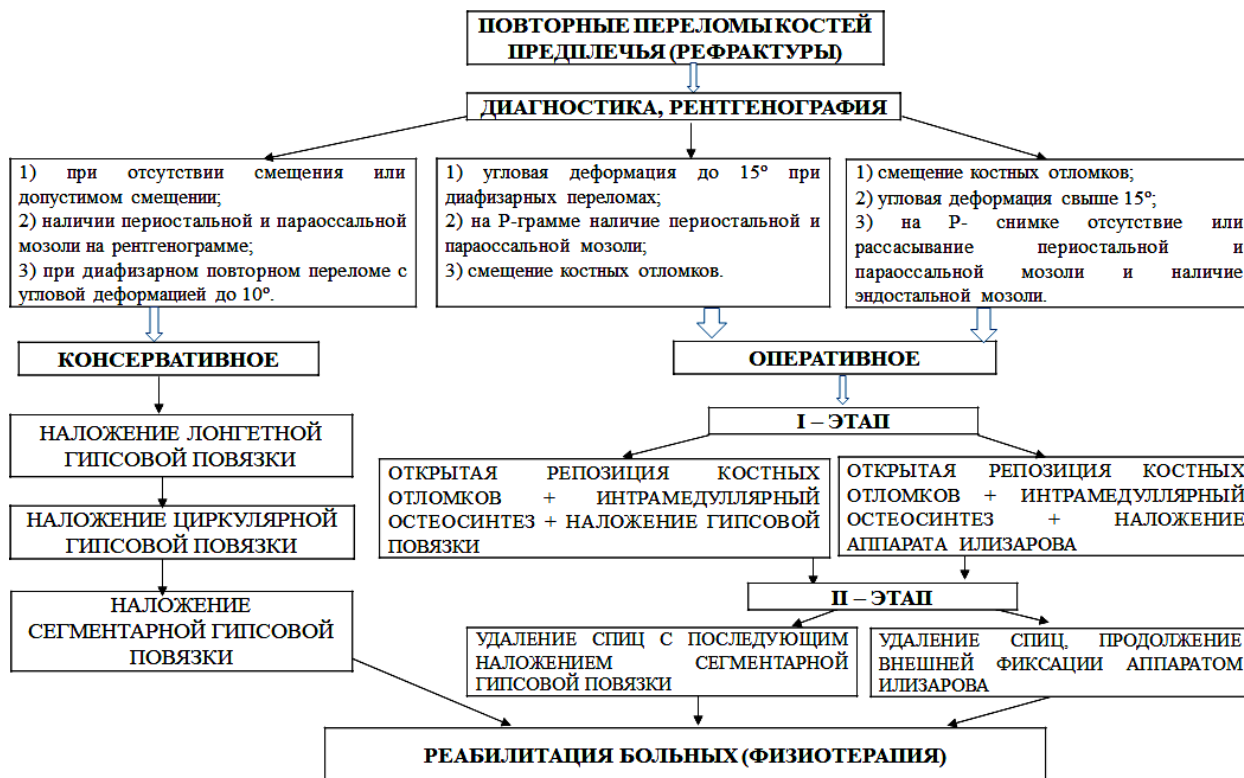 ПОВТОРНЫЕ ПЕРЕЛОМЫ КОСТЕЙ
ПРЕДПЛЕЧЬЯ (РЕФРАКТУРЫ)
ДИАГНОСТИКА, РЕНТГЕНОГРАФИЯ
1) при отсутствии смещения или
допустимом смещении;
2) наличии периостальной и параоссальной
мозоли на рентгенограмме;
3) при диафизарном повторном переломе с
угловой деформацией до 10º.
1) угловая деформация до 15º при
диафизарных переломах;
2) на Р-грамме наличие периостальной и
параоссальной мозоли;
3) смещение костных отломков.
1) смещение костных отломков;
2) угловая деформация свыше 15º;
3) на Р- снимке отсутствие или
рассасывание периостальной и
параоссальной мозоли и наличие
эндостальной мозоли.
КОНСЕРВАТИВНОЕ
ОПЕРАТИВНОЕ
НАЛОЖЕНИЕ ЛОНГЕТНОЙ
ГИПСОВОЙ ПОВЯЗКИ
НАЛОЖЕНИЕ ЦИРКУЛЯРНОЙ
ГИПСОВОЙ ПОВЯЗКИ
НАЛОЖЕНИЕ
СЕГМЕНТАРНОЙ ГИПСОВОЙ
ПОВЯЗКИ
I – ЭТАП
ОТКРЫТАЯ РЕПОЗИЦИЯ КОСТНЫХ
ОТЛОМКОВ + ИНТРАМЕДУЛЛЯРНЫЙ
ОСТЕОСИНТЕЗ + НАЛОЖЕНИЕ ГИПСОВОЙ
ПОВЯЗКИ
ОТКРЫТАЯ РЕПОЗИЦИЯ КОСТНЫХ
ОТЛОМКОВ + ИНТРАМЕДУЛЛЯРНЫЙ
ОСТЕОСИНТЕЗ + НАЛОЖЕНИЕ
АППАРАТА ИЛИЗАРОВА
II – ЭТАП
УДАЛЕНИЕ СПИЦ С ПОСЛЕДУЮЩИМ
НАЛОЖЕНИЕМ СЕГМЕНТАРНОЙ
ГИПСОВОЙ ПОВЯЗКИ
УДАЛЕНИЕ СПИЦ, ПРОДОЛЖЕНИЕ
ВНЕШНЕЙ ФИКСАЦИИ АППАРАТОМ
ИЛИЗАРОВА
РЕАБИЛИТАЦИЯ БОЛЬНЫХ (ФИЗИОТЕРАПИЯ)